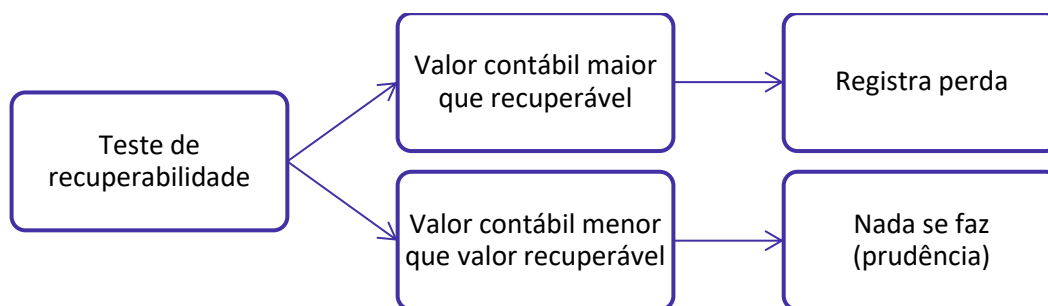 Teste de
recuperabilidade
Valor contábil maior
que recuperável
Registra perda
Valor contábil menor
que valor recuperável
Nada se faz
(prudência)